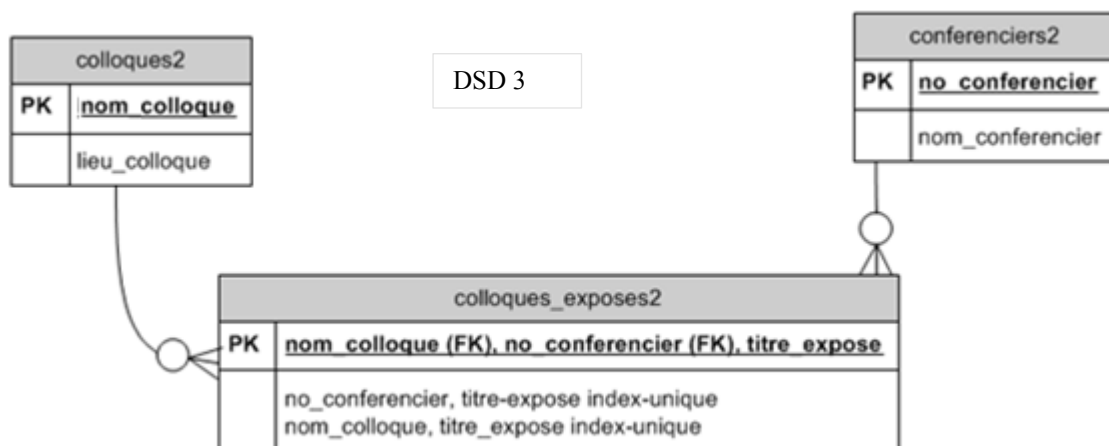 colloques2
PK nom_colloque
lieu_colloque
DSD 3
conferenciers2
PK no_conferencier
nom_conferencier
colloques_exposes2
PK nom_colloque (FK), no_conferencier (FK), titre_expose
no_conferencier, titre-expose index-unique
nom_colloque, titre_expose index-unique